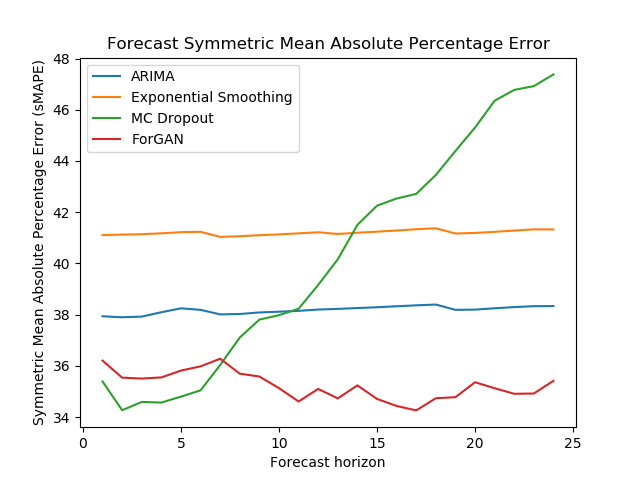 Forecast Symmetric Mean Absolute Percentage Error
Symmetric Mean Absolute Percentage Error (sMAPE)
48
46
44
42
40
38
36
34
ARIMA
Exponential Smoothing
MC Dropout
ForGAN
0
5
10
15
20
25
Forecast horizon